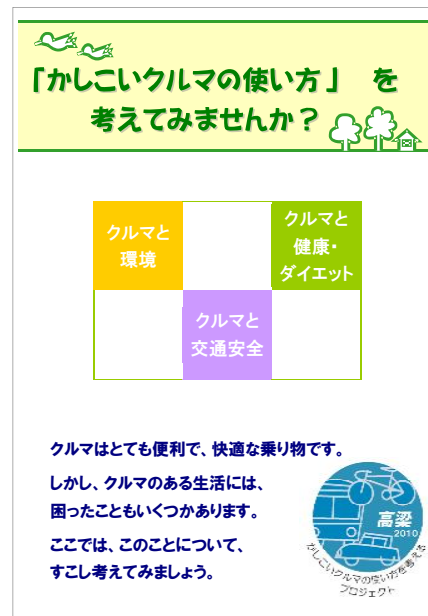 「かしこいクルマの使い方」 を
考えてみませんか？
クルマと
環境
クルマと
健康・
ダイエット
クルマと
交通安全
クルマはとても便利で、快適な乗り物です。
しかし、クルマのある生活には、
困ったこともいくつかあります。
ここでは、このことについて、
すこし考えてみましょう。
高梁
2010
かしこいクルマの使い方を考える
プロジェクト